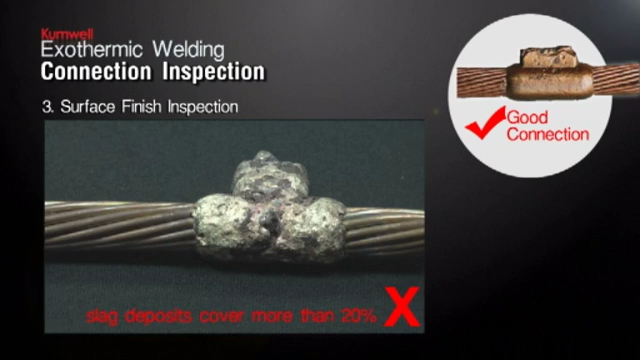 Kumwell
Exothermic Welding
Connection Inspection
3. Surface Finish Inspection
Good
Connection
slag deposits cover more than 20% X